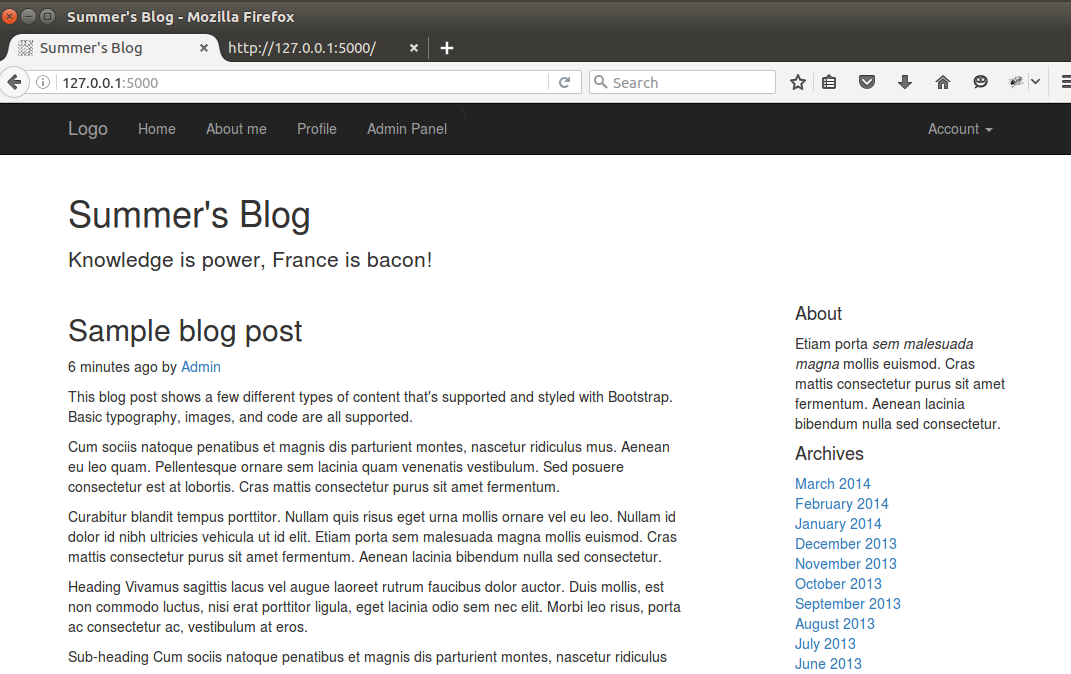 Summer's Blog - Mozilla Firefox
Summer's Blog
http://127.0.0.1:5000/
127.0.0.1:5000
Search
Logo
Home
About me
Profile
Admin Panel
Account
Summer's Blog
Knowledge is power, France is bacon!
Sample blog post
6 minutes ago by Admin
This blog post shows a few different types of content that's supported and styled with Bootstrap.
Basic typography, images, and code are all supported.
Cum sociis natoque penatibus et magnis dis parturient montes, nascetur ridiculus mus. Aenean
eu leo quam. Pellentesque ornare sem lacinia quam venenatis vestibulum. Sed posuere
consectetur est at lobortis. Cras mattis consectetur purus sit amet fermentum.
Curabitur blandit tempus porttitor. Nullam quis risus eget urna mollis ornare vel eu leo. Nullam id
dolor id nibh ultricies vehicula ut id elit. Etiam porta sem malesuada magna mollis euismod. Cras
mattis consectetur purus sit amet fermentum. Aenean lacinia bibendum nulla sed consectetur.
Heading Vivamus sagittis lacus vel augue laoreet rutrum faucibus dolor auctor. Duis mollis, est
non commodo luctus, nisi erat porttitor ligula, eget lacinia odio sem nec elit. Morbi leo risus, porta
ac consectetur ac, vestibulum at eros.
Sub-heading Cum sociis natoque penatibus et magnis dis parturient montes, nascetur ridiculus
About
Etiam porta sem malesuada
magna mollis euismod. Cras
mattis consectetur purus sit amet
fermentum. Aenean lacinia
bibendum nulla sed consectetur.
Archives
March 2014
February 2014
January 2014
December 2013
November 2013
October 2013
September 2013
August 2013
July 2013
June 2013